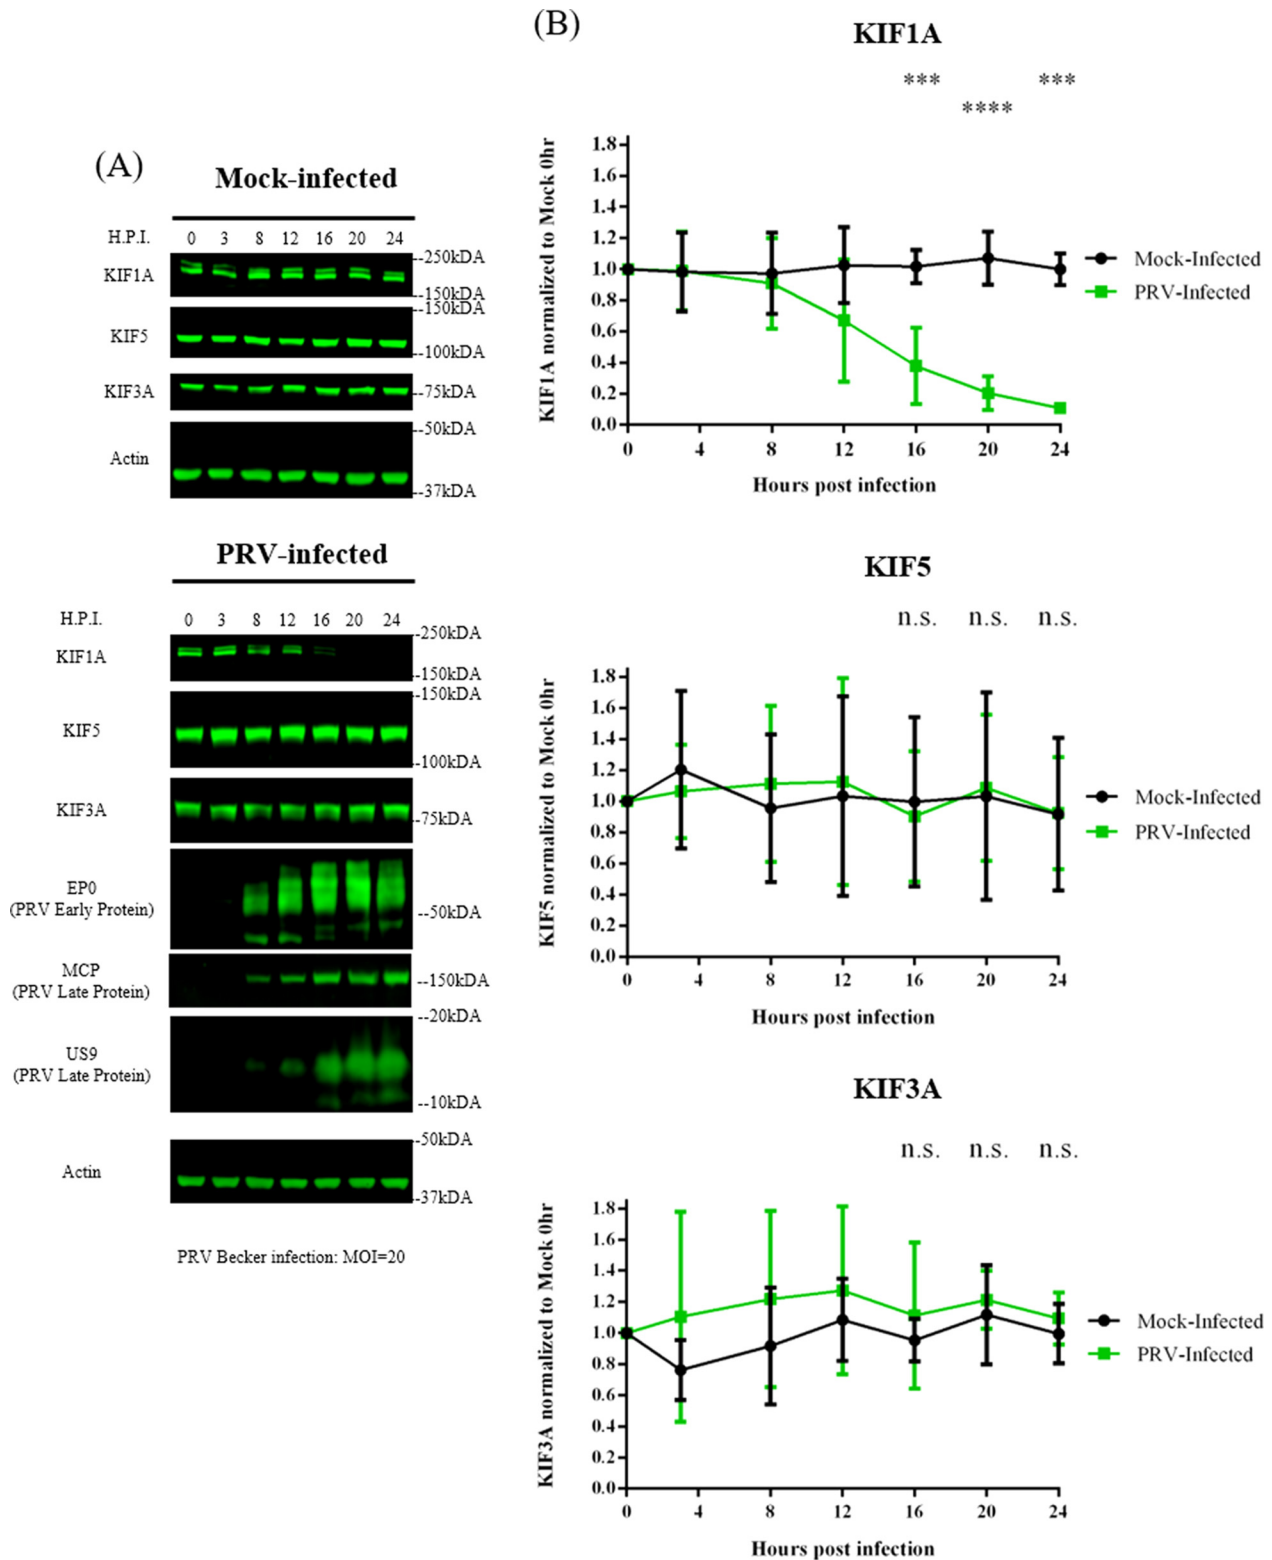 (A)
Mock-infected
H.P.I. 0 3 8 12 16 20 24
KIF1A
--250kDA
--150kDA
KIF5
--150kDA
--100kDA
KIF3A
--75kDA
Actin
--50kDA
--37kDA
PRV-infected
H.P.I. 0 3 8 12 16 20 24
KIF1A
--250kDA
--150kDA
KIF5
--150kDA
--100kDA
KIF3A
--75kDA
EP0
(PRV Early Protein)
--50kDA
MCP
(PRV Late Protein)
--150kDA
US9
(PRV Late Protein)
--20kDA
--10kDA
Actin
--50kDA
--37kDA
PRV Becker infection: MOI=20
(B)
KIF1A
*** ***
****
KIF1A normalized to Mock 0hr
1.8
1.6
1.4
1.2
1.0
0.8
0.6
0.4
0.2
0.0
0 4 8 12 16 20 24
Hours post infection
Mock-Infected
PRV-Infected
KIF5
n.s. n.s. n.s.
KIF5 normalized to Mock 0hr
1.8
1.6
1.4
1.2
1.0
0.8
0.6
0.4
0.2
0.0
0 4 8 12 16 20 24
Hours post infection
Mock-Infected
PRV-Infected
KIF3A
n.s. n.s. n.s.
KIF3A normalized to Mock 0hr
1.8
1.6
1.4
1.2
1.0
0.8
0.6
0.4
0.2
0.0
0 4 8 12 16 20 24
Hours post infection
Mock-Infected
PRV-Infected